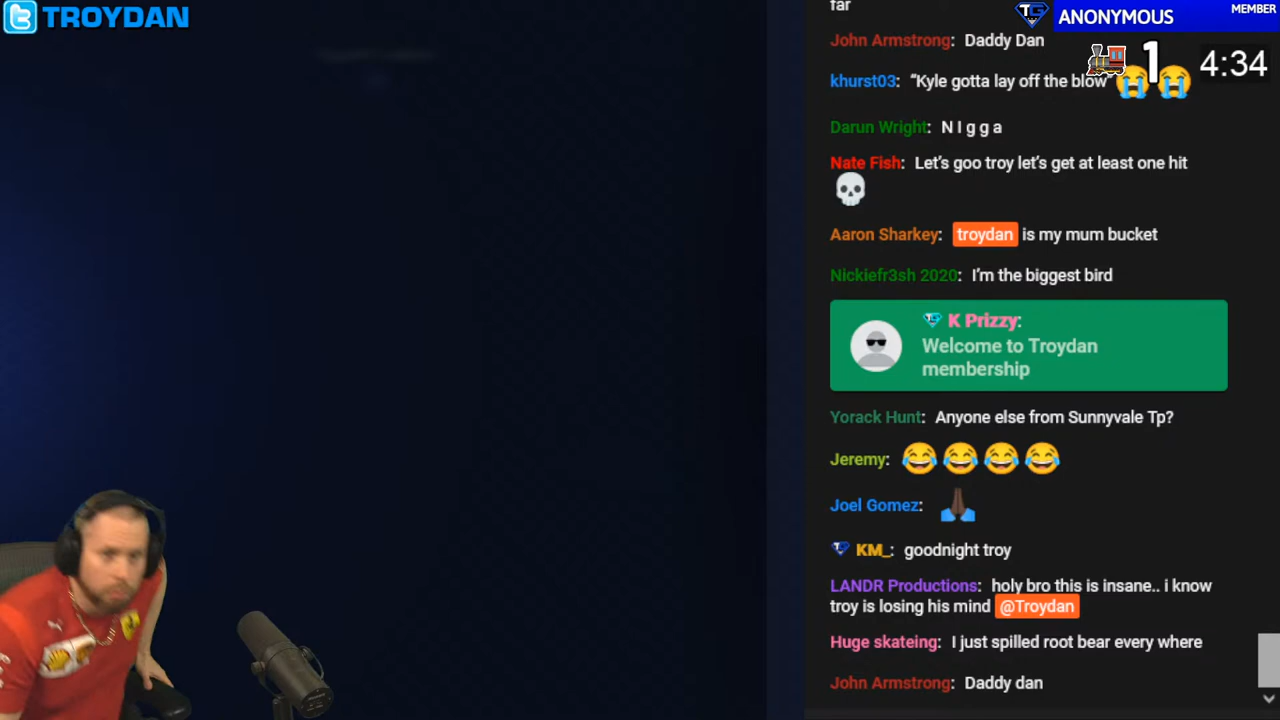 TROYDAN
far
ANONYMOUS
MEMBER
John Armstrong: Daddy Dan
1
4:34
khurst03: “Kyle gotta lay off the blow”
Darun Wright: N I g g a
Nate Fish: Let’s goo troy let’s get at least one hit
Aaron Sharkey: troydan is my mum bucket
Nickiefr3sh 2020: I’m the biggest bird
K Prizzy:
Welcome to Troydan
membership
Yorack Hunt: Anyone else from Sunnyvale Tp?
Jeremy:
Joel Gomez:
KM_: goodnight troy
LANDR Productions: holy bro this is insane.. i know
troy is losing his mind @Troydan
Huge skateing: I just spilled root bear every where
John Armstrong: Daddy dan